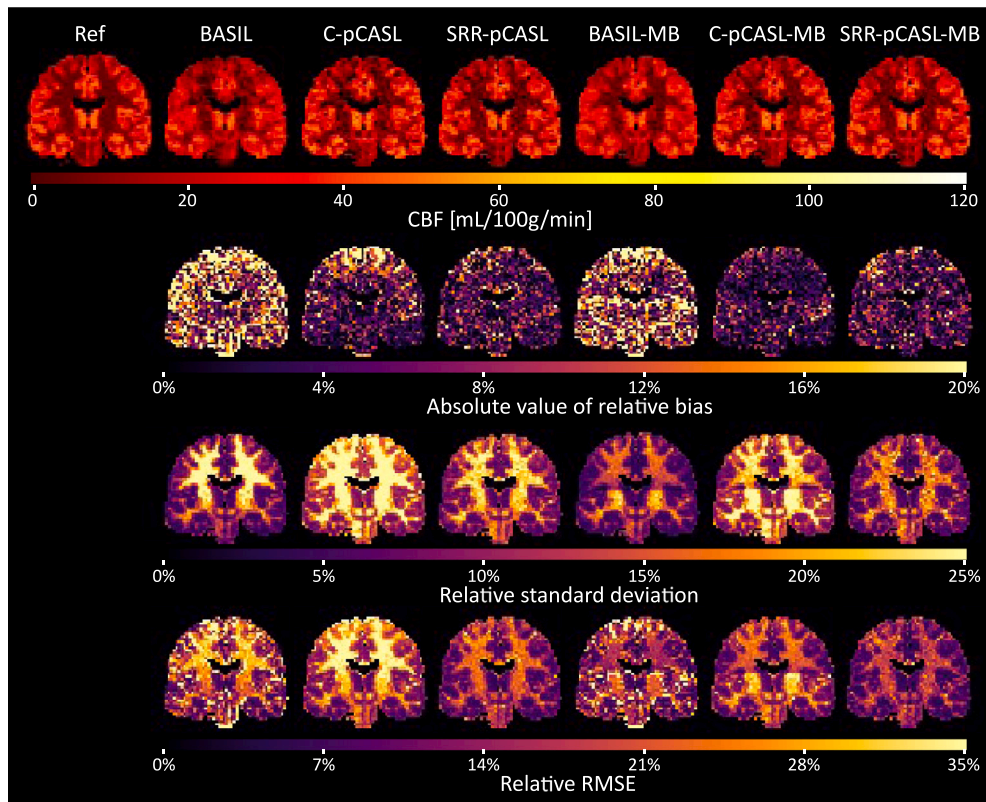 Ref BASIL C-pCASL SRR-pCASL BASIL-MB C-pCASL-MB SRR-pCASL-MB
0 20 40 60 80 100 120
CBF [mL/100g/min]
0% 4% 8% 12% 16% 20%
Absolute value of relative bias
0% 5% 10% 15% 20% 25%
Relative standard deviation
0% 7% 14% 21% 28% 35%
Relative RMSE